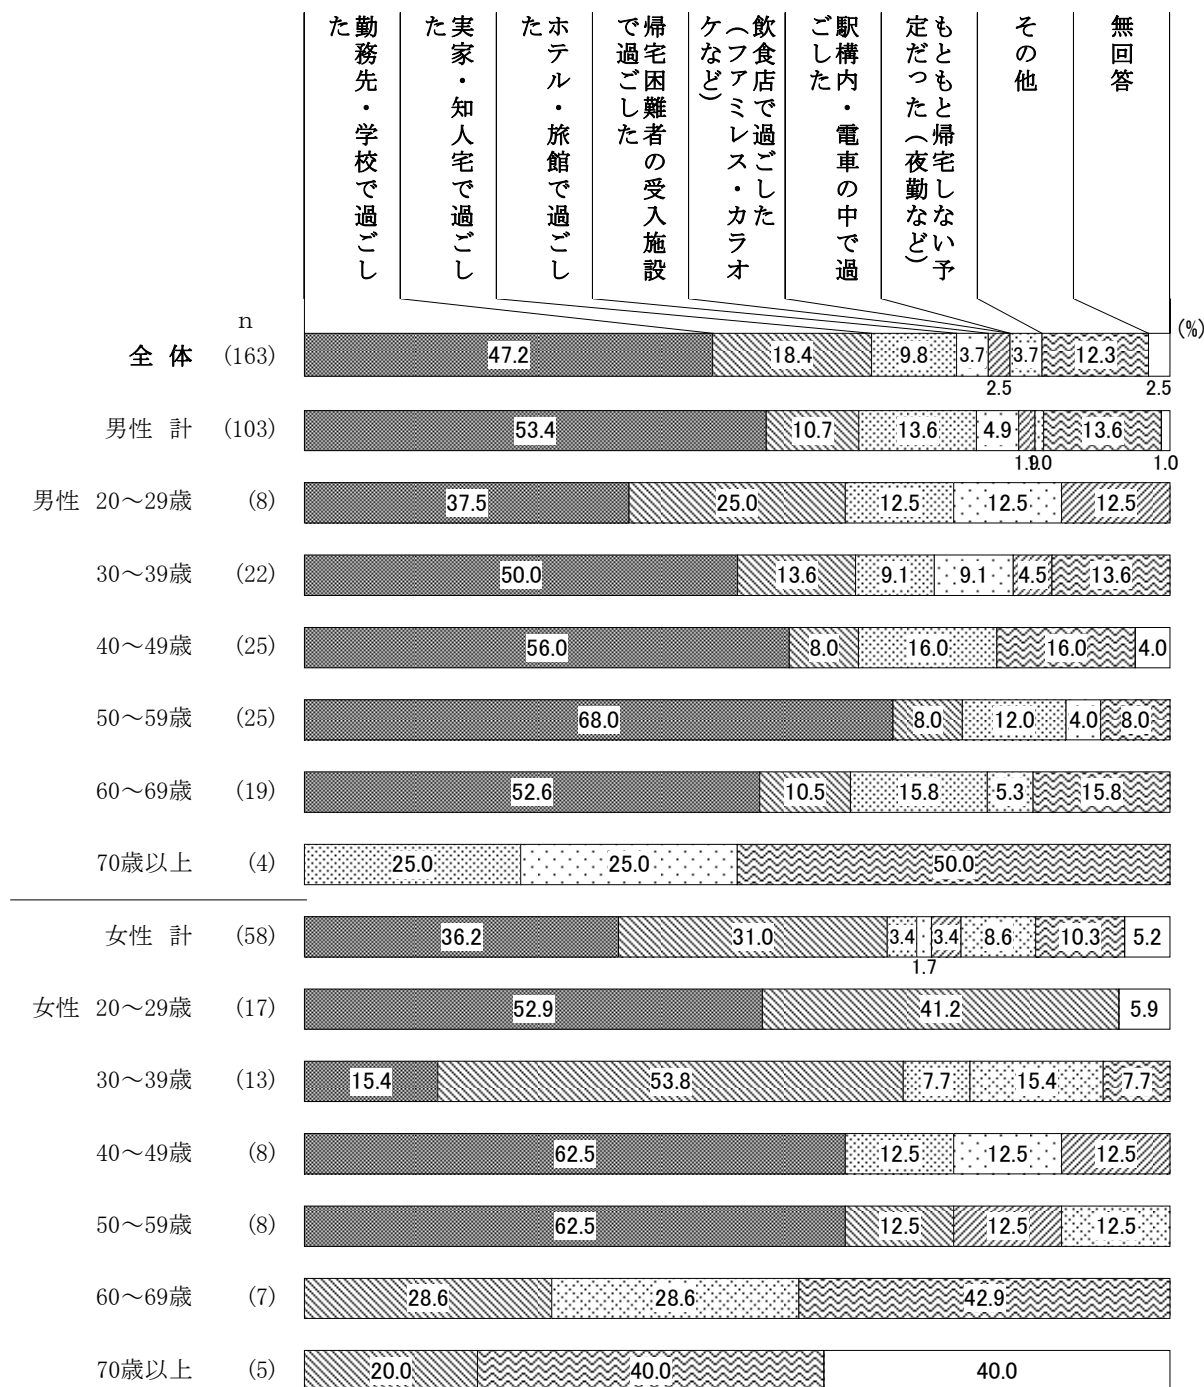 勤務先・学校で過ごし
た
実家・知人宅で過ごし
た
ホテル・旅館で過ごし
た
帰宅困難者の受入施設
で過ごした
飲食店で過ごした
（ファミレス・カラオ
ケなど）
駅構内・電車の中で過
ごした
もともと帰宅しない予
定だった（夜勤など）
その他
無回答
n
(%)
全 体 (163) 47.2 18.4 9.8 3.7 3.7 12.3
2.5 2.5
男性 計 (103) 53.4 10.7 13.6 4.9 13.6
1.9 1.0 1.0
男性 20～29歳 (8) 37.5 25.0 12.5 12.5 12.5
30～39歳 (22) 50.0 13.6 9.1 9.1 4.5 13.6
40～49歳 (25) 56.0 8.0 16.0 16.0 4.0
50～59歳 (25) 68.0 8.0 12.0 4.0 8.0
60～69歳 (19) 52.6 10.5 15.8 5.3 15.8
70歳以上 (4) 25.0 25.0 50.0
女性 計 (58) 36.2 31.0 3.4 3.4 8.6 10.3 5.2
1.7
女性 20～29歳 (17) 52.9 41.2 5.9
30～39歳 (13) 15.4 53.8 7.7 15.4 7.7
40～49歳 (8) 62.5 12.5 12.5 12.5
50～59歳 (8) 62.5 12.5 12.5 12.5
60～69歳 (7) 28.6 28.6 42.9
70歳以上 (5) 20.0 40.0 40.0